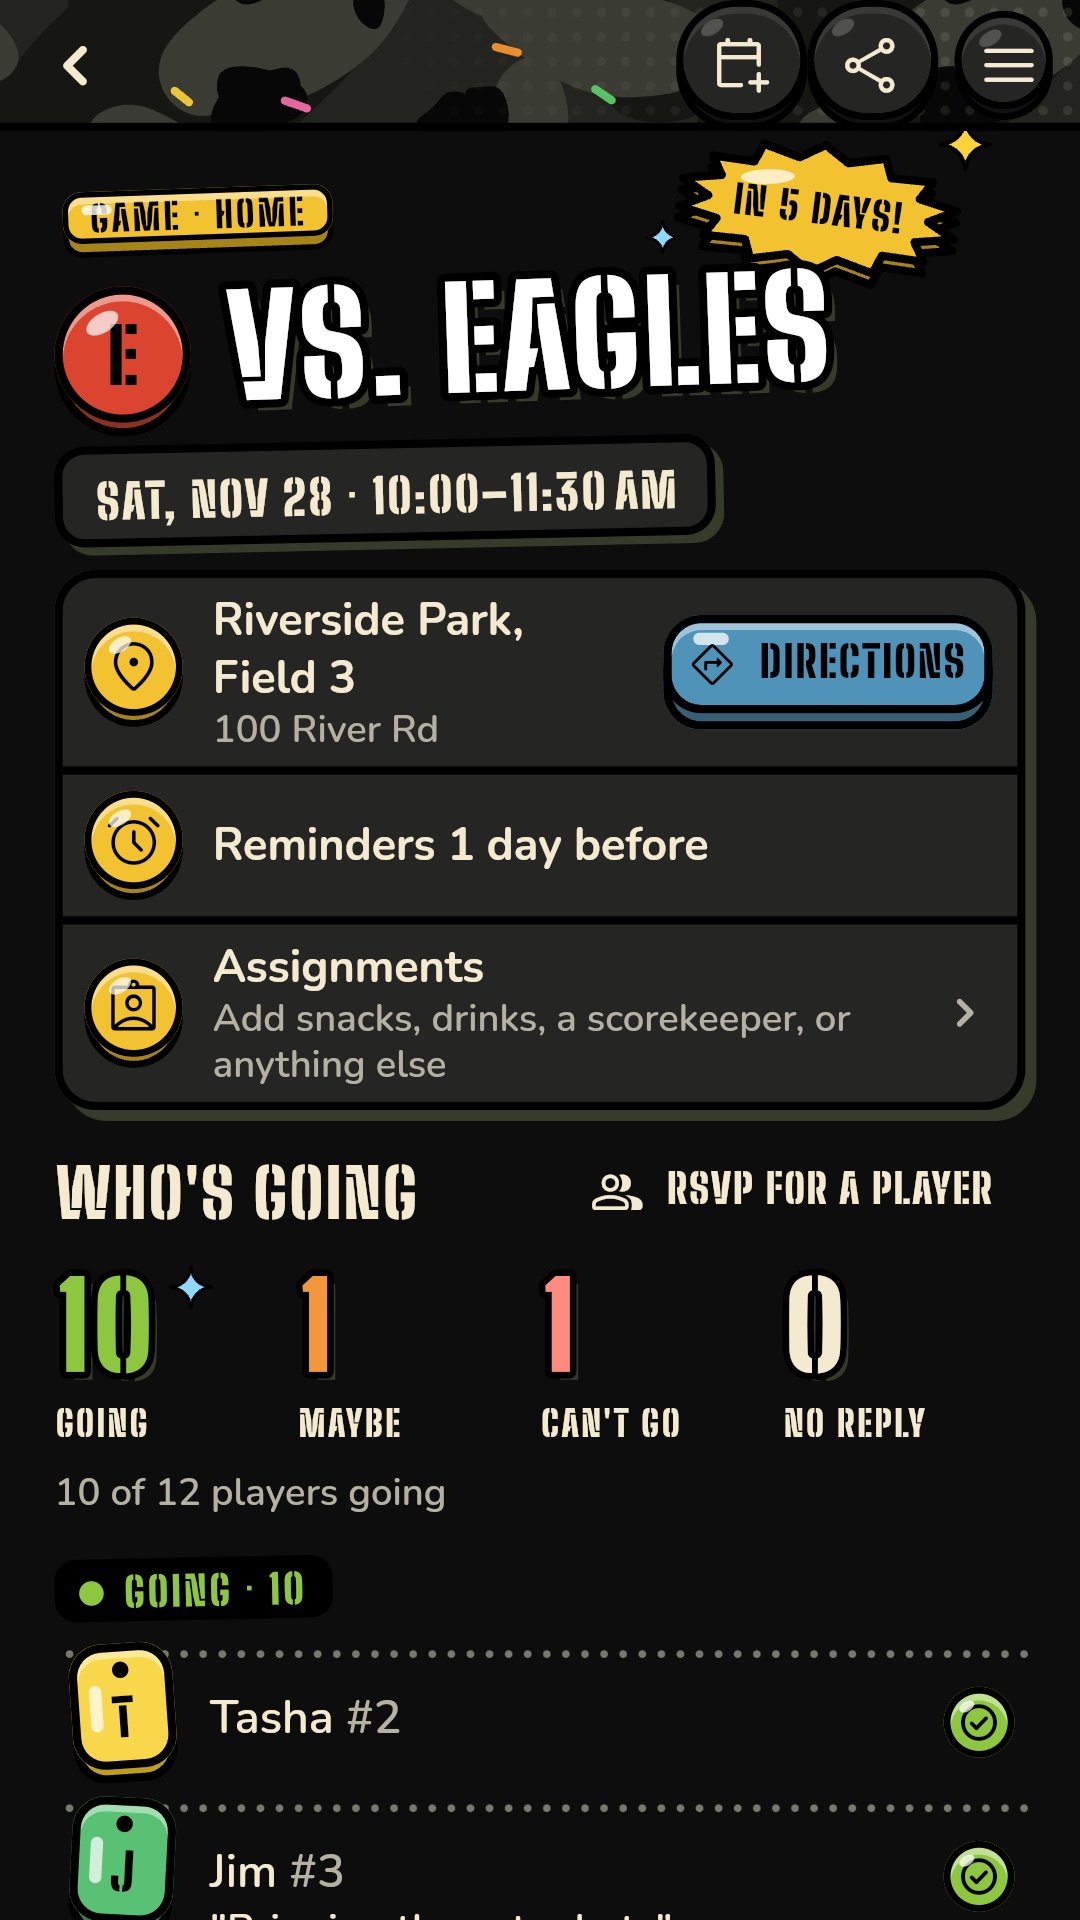 GAME · HOME
IN 5 DAYS!
E
VS. EAGLES
SAT, NOV 28 · 10:00–11:30 AM
Riverside Park,
Field 3
100 River Rd
DIRECTIONS
Reminders 1 day before
Assignments
Add snacks, drinks, a scorekeeper, or
anything else
WHO'S GOING
RSVP FOR A PLAYER
10 1 1 0
GOING MAYBE CAN'T GO NO REPLY
10 of 12 players going
GOING · 10
T
Tasha #2
J
Jim #3